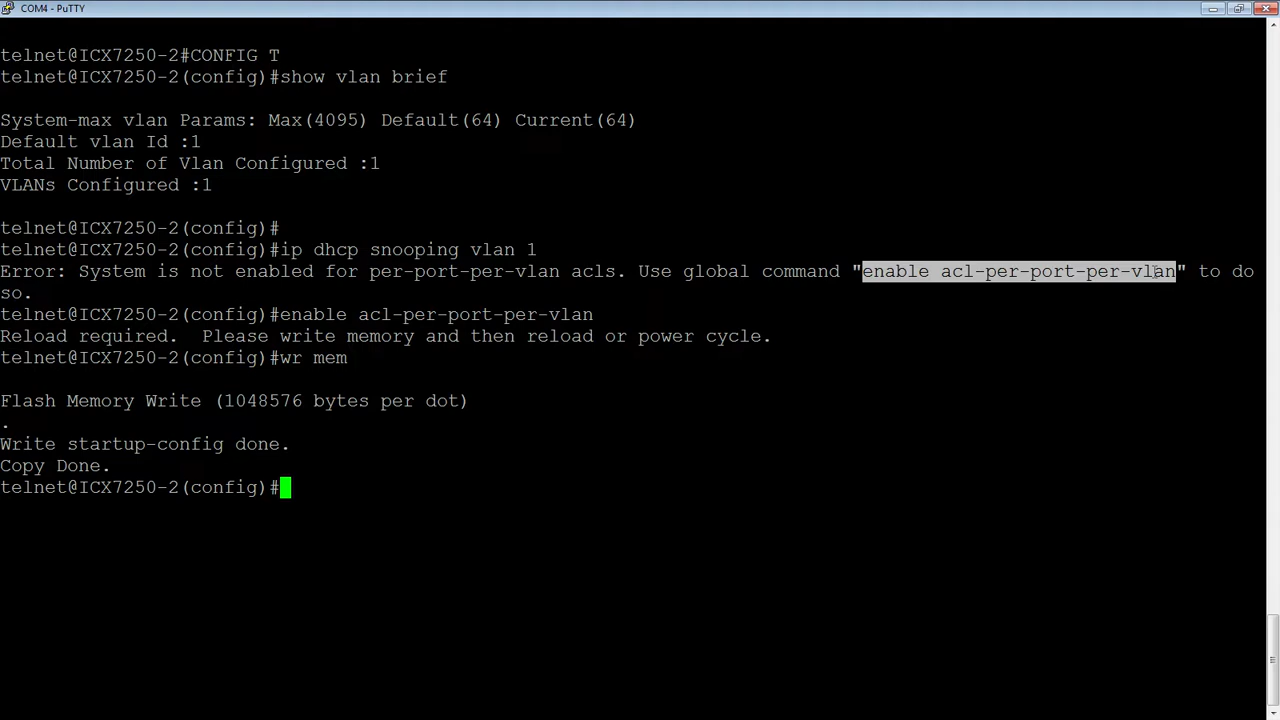 COM4 - PuTTY
telnet@ICX7250-2#CONFIG T
telnet@ICX7250-2(config)#show vlan brief
System-max vlan Params: Max(4095) Default(64) Current(64)
Default vlan Id :1
Total Number of Vlan Configured :1
VLANs Configured :1
telnet@ICX7250-2(config)#
telnet@ICX7250-2(config)#ip dhcp snooping vlan 1
Error: System is not enabled for per-port-per-vlan acls. Use global command "enable acl-per-port-per-vlan" to do
so.
telnet@ICX7250-2(config)#enable acl-per-port-per-vlan
Reload required.  Please write memory and then reload or power cycle.
telnet@ICX7250-2(config)#wr mem
Flash Memory Write (1048576 bytes per dot)
.
Write startup-config done.
Copy Done.
telnet@ICX7250-2(config)#